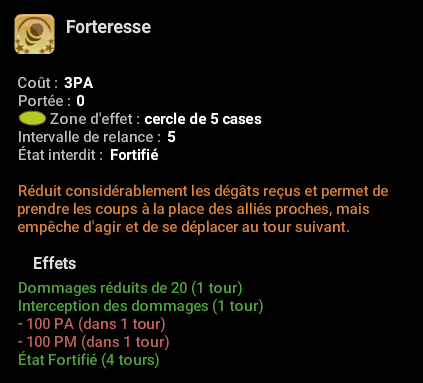 Forteresse
Coût : 3PA
Portée : 0
Zone d'effet : cercle de 5 cases
Intervalle de relance : 5
État interdit : Fortifié
Réduit considérablement les dégâts reçus et permet de
prendre les coups à la place des alliés proches, mais
empêche d'agir et de se déplacer au tour suivant.
Effets
Dommages réduits de 20 (1 tour)
Interception des dommages (1 tour)
- 100 PA (dans 1 tour)
- 100 PM (dans 1 tour)
État Fortifié (4 tours)